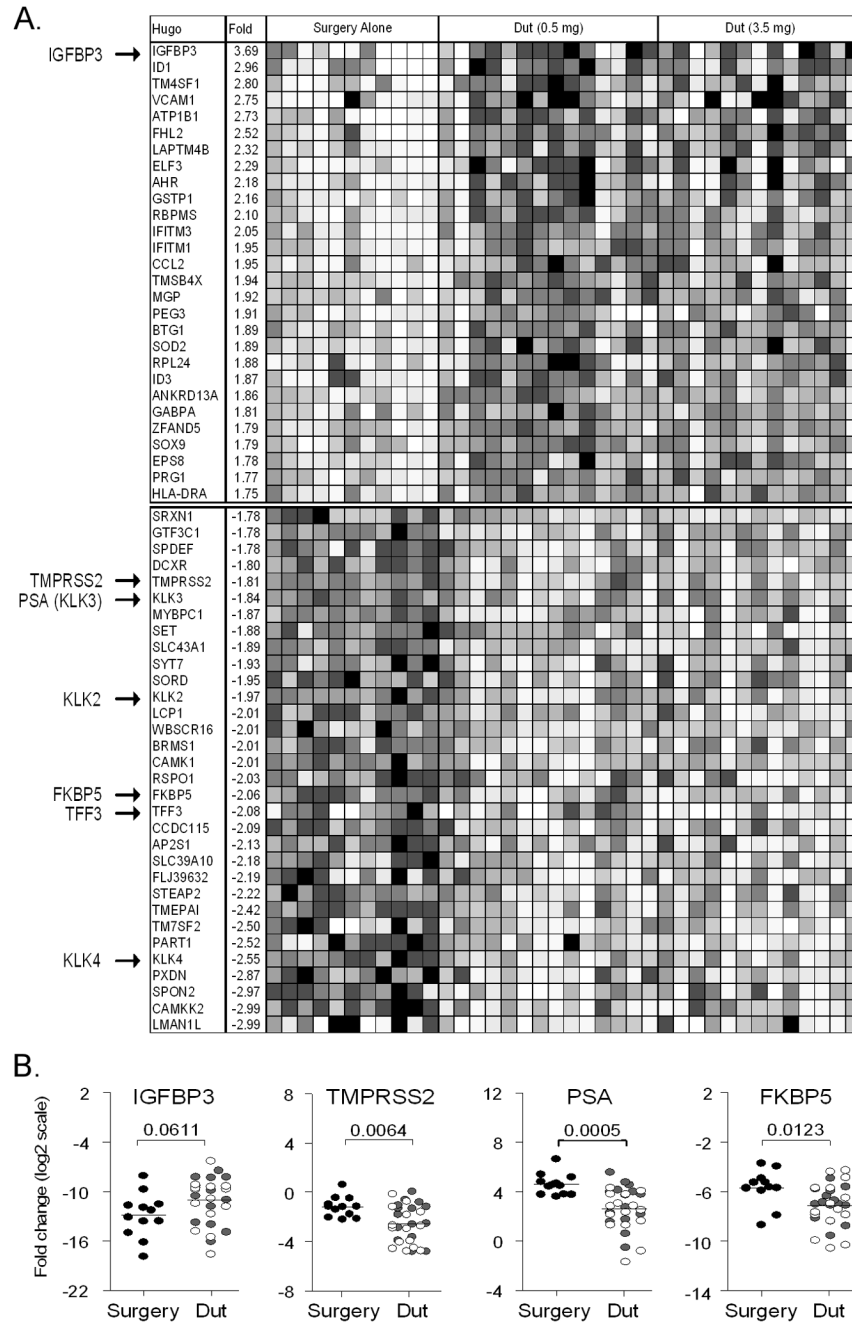 A.
Hugo Fold Surgery Alone Dut (0.5 mg) Dut (3.5 mg)
IGFBP3 IGFBP3 3.69
ID1 2.96
TM4SF1 2.80
VCAM1 2.75
ATP1B1 2.73
FHL2 2.52
LAPTM4B 2.32
ELF3 2.29
AHR 2.18
GSTP1 2.16
RBPMS 2.10
IFITM3 2.05
IFITM1 1.95
CCL2 1.95
TMSB4X 1.94
MGP 1.92
PEG3 1.91
BTG1 1.89
SOD2 1.89
RPL24 1.88
ID3 1.87
ANKRD13A 1.86
GABPA 1.81
ZFAND5 1.79
SOX9 1.79
EPS8 1.78
PRG1 1.77
HLA-DRA 1.75
SRXN1 -1.78
GTF3C1 -1.78
SPDEF -1.78
DCXR -1.80
TMPRSS2 TMPRSS2 -1.81
PSA (KLK3) KLK3 -1.84
MYBPC1 -1.87
SET -1.88
SLC43A1 -1.89
SYT7 -1.93
SORD -1.95
KLK2 KLK2 -1.97
LCP1 -2.01
WBSCR16 -2.01
BRMS1 -2.01
CAMK1 -2.01
RSPO1 -2.03
FKBP5 FKBP5 -2.06
TFF3 TFF3 -2.08
CCDC115 -2.09
AP2S1 -2.13
SLC39A10 -2.18
FLJ39632 -2.19
STEAP2 -2.22
TMEPAI -2.42
TM7SF2 -2.50
PART1 -2.52
KLK4 KLK4 -2.55
PXDN -2.87
SPON2 -2.97
CAMKK2 -2.99
LMAN1L -2.99
B.
Fold change (log2 scale)
IGFBP3
0.0611
2
-4
-10
-16
-22
Surgery Dut
TMPRSS2
0.0064
8
4
0
-4
-8
Surgery Dut
PSA
0.0005
12
8
4
0
-4
Surgery Dut
FKBP5
0.0123
2
-2
-6
-10
-14
Surgery Dut